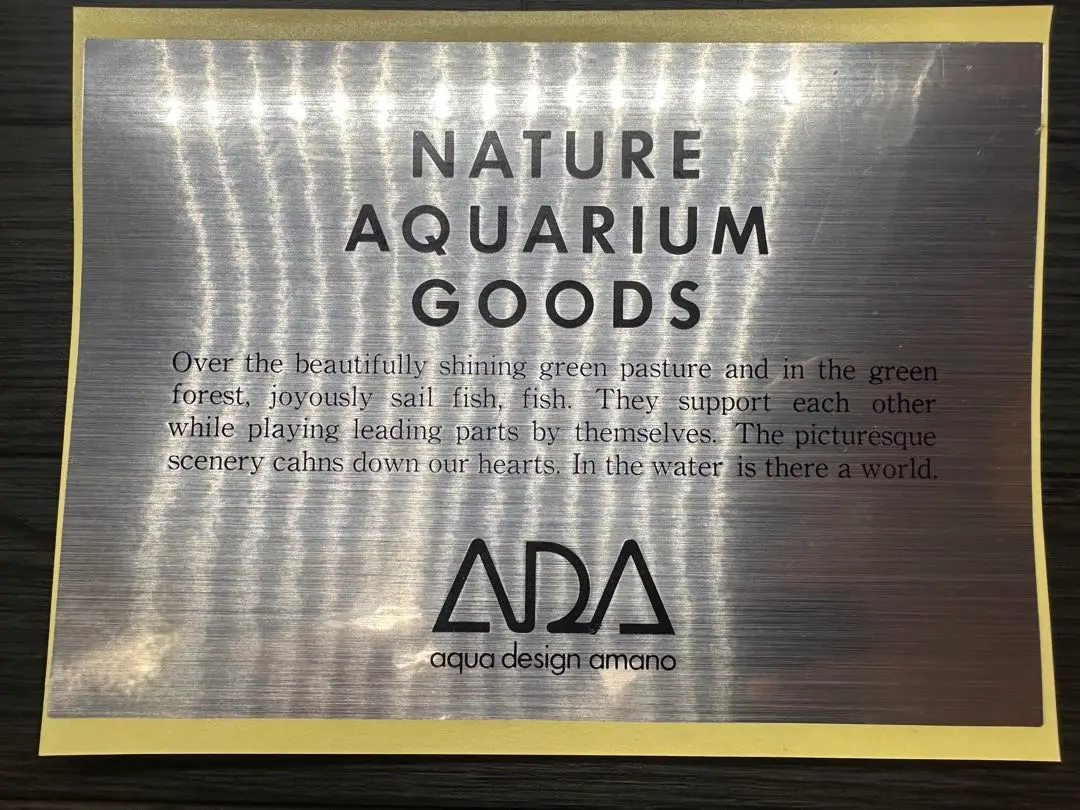 NATURE
AQUARIUM
GOODS
Over the beautifully shining green pasture and in the green
forest, joyously sail fish, fish. They support each other
while playing leading parts by themselves. The picturesque
scenery cahns down our hearts. In the water is there a world.
ADA
aqua design amano